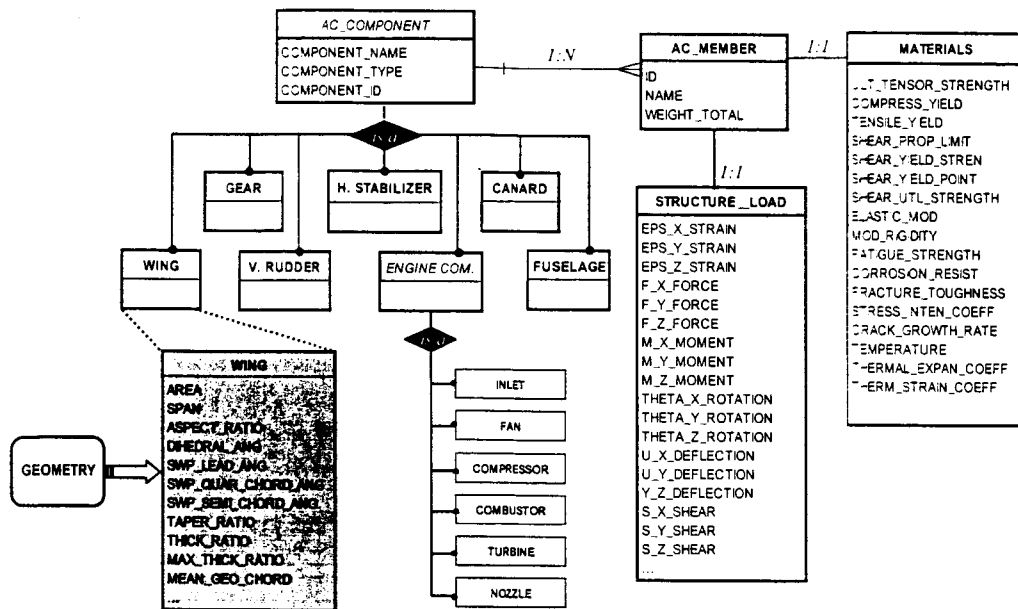 AC_COMPONENT
COMPONENT_NAME
COMPONENT_TYPE
COMPONENT_ID
1:N
AC_MEMBER
ID
NAME
WEIGHT_TOTAL
1:1
MATERIALS
ULT_TENSOR_STRENGTH
COMPRESS_YIELD
TENSILE_YIELD
SHEAR_PROP_LIMIT
SHEAR_YIELD_STREN
SHEAR_YIELD_POINT
SHEAR_UTL_STRENGTH
ELASTIC_MOD
MOD_RIGIDITY
FATIGUE_STRENGTH
CORROSION_RESIST
FRACTURE_TOUGHNESS
STRESS_INTEN_COEFF
CRACK_GROWTH_RATE
TEMPERATURE
THERMAL_EXPAN_COEFF
THERM_STRAIN_COEFF
...
1:1
STRUCTURE_LOAD
EPS_X_STRAIN
EPS_Y_STRAIN
EPS_Z_STRAIN
F_X_FORCE
F_Y_FORCE
F_Z_FORCE
M_X_MOMENT
M_Y_MOMENT
M_Z_MOMENT
THETA_X_ROTATION
THETA_Y_ROTATION
THETA_Z_ROTATION
U_X_DEFLECTION
U_Y_DEFLECTION
Y_Z_DEFLECTION
S_X_SHEAR
S_Y_SHEAR
S_Z_SHEAR
...
is a
GEAR
H. STABILIZER
CANARD
WING
V. RUDDER
ENGINE COM.
FUSELAGE
is a
INLET
FAN
COMPRESSOR
COMBUSTOR
TURBINE
NOZZLE
GEOMETRY
WING
AREA
SPAN
ASPECT_RATIO
DIHEDRAL_ANG
SWP_LEAD_ANG
SWP_QUAR_CHORD_ANG
SWP_SEMI_CHORD_ANG
TAPER_RATIO
THICK_RATIO
MAX_THICK_RATIO
MEAN_GEO_CHORD
...